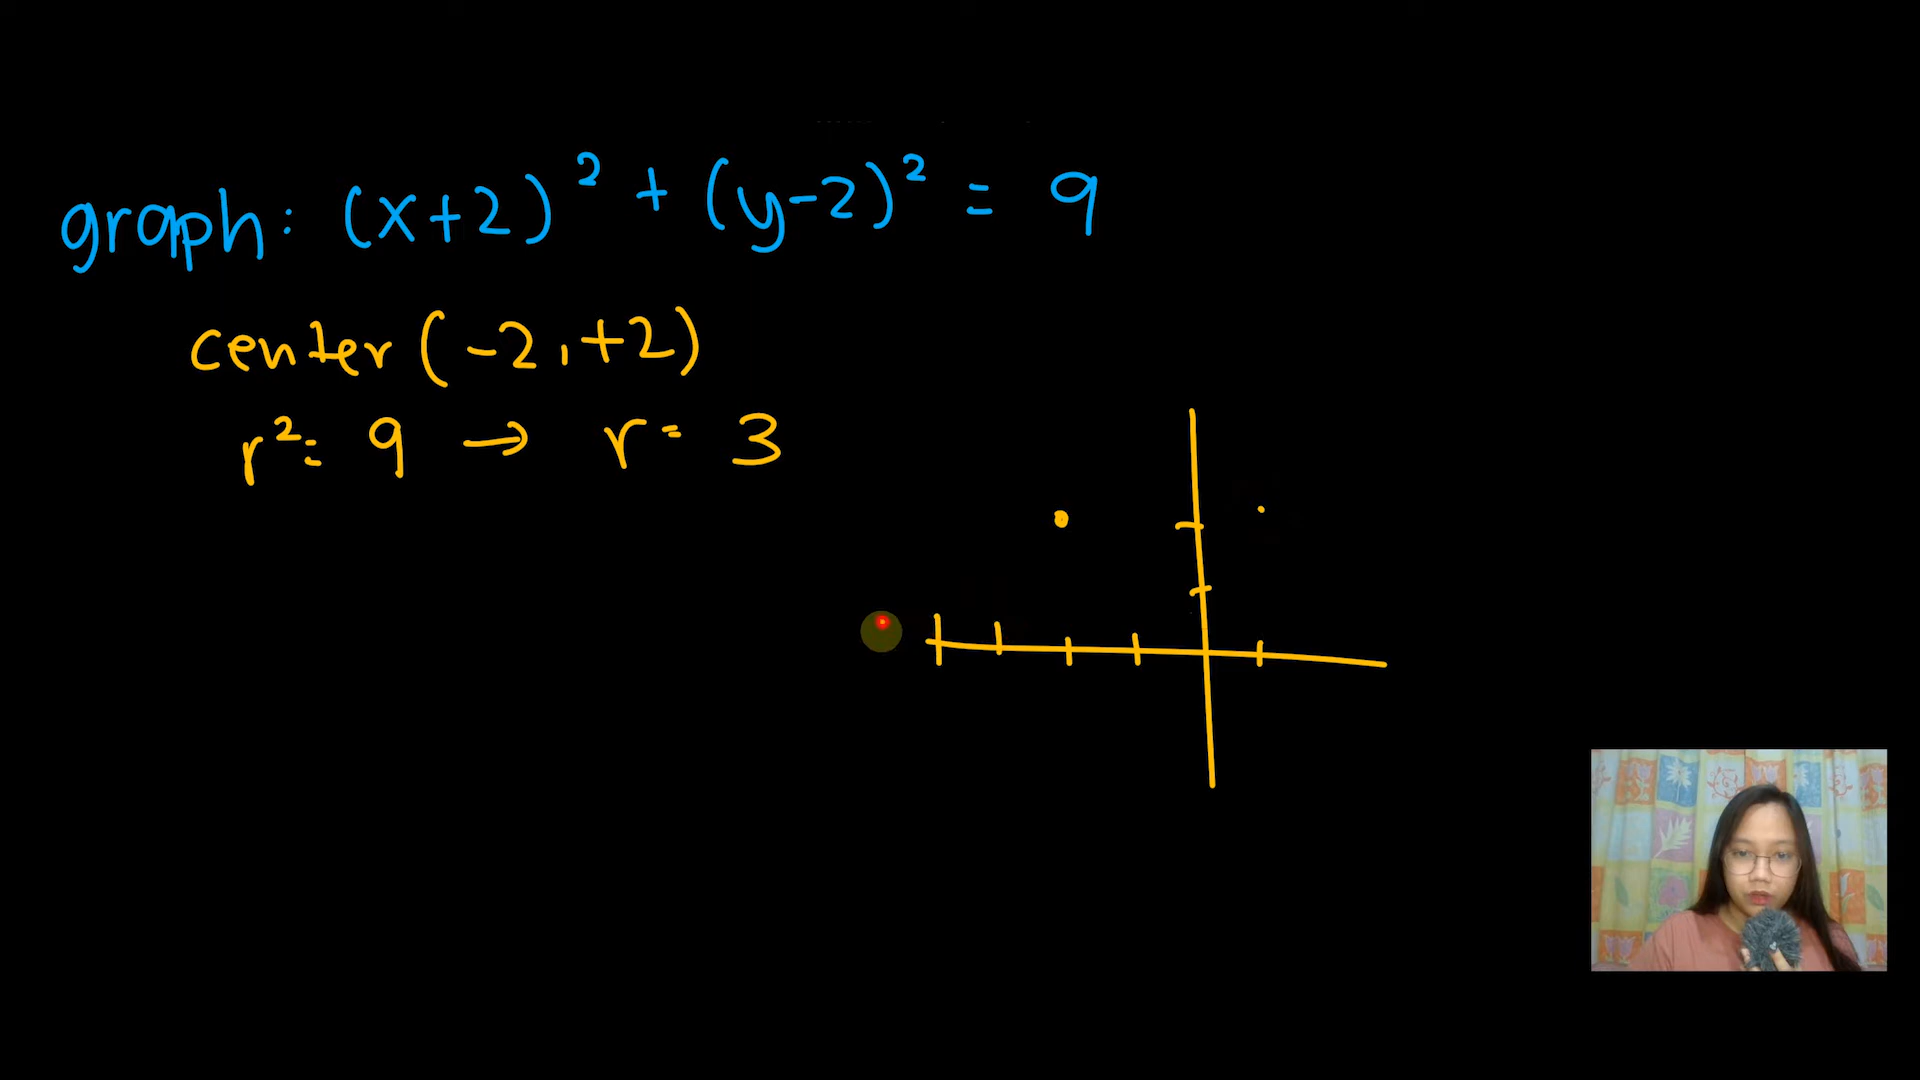 graph: (x+2)² + (y-2)² = 9
center (-2, +2)
r² = 9 → r = 3